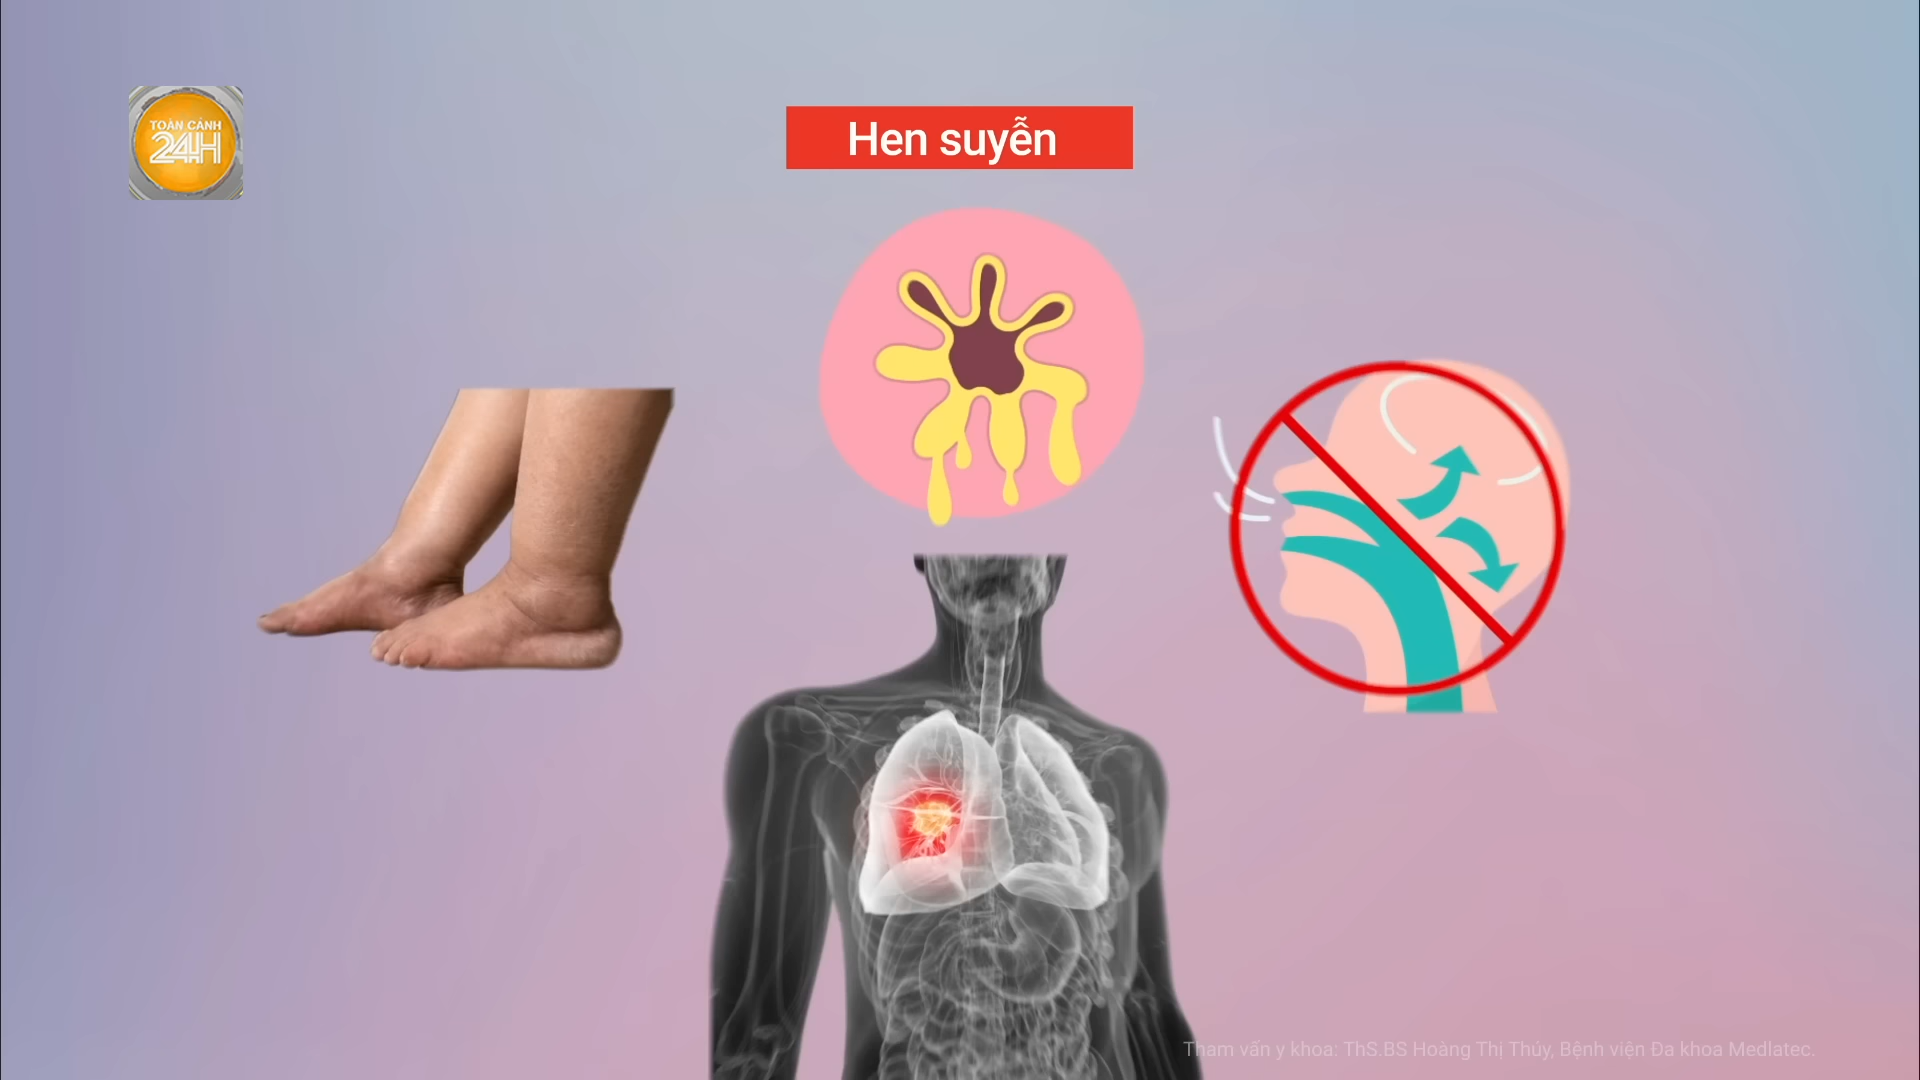 TOÀN CẢNH
24H
Hen suyễn
Tham vấn y khoa: ThS.BS Hoàng Thị Thúy, Bệnh viện Đa khoa Medlatec.